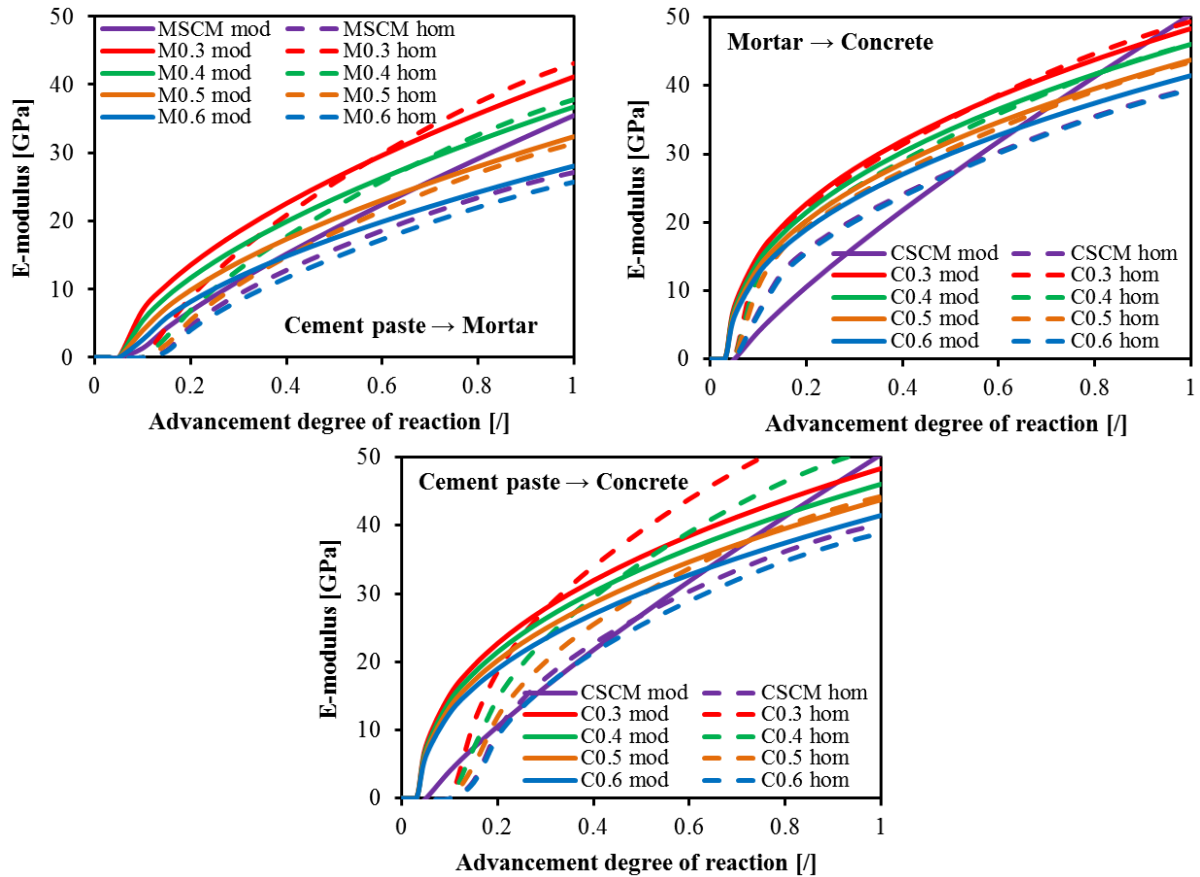 MSCM mod MSCM hom
M0.3 mod M0.3 hom
M0.4 mod M0.4 hom
M0.5 mod M0.5 hom
M0.6 mod M0.6 hom
Cement paste → Mortar
E-modulus [GPa]
50
40
30
20
10
0
0 0.2 0.4 0.6 0.8 1
Advancement degree of reaction [/]
Mortar → Concrete
CSCM mod CSCM hom
C0.3 mod C0.3 hom
C0.4 mod C0.4 hom
C0.5 mod C0.5 hom
C0.6 mod C0.6 hom
E-modulus [GPa]
50
40
30
20
10
0
0 0.2 0.4 0.6 0.8 1
Advancement degree of reaction [/]
Cement paste → Concrete
CSCM mod CSCM hom
C0.3 mod C0.3 hom
C0.4 mod C0.4 hom
C0.5 mod C0.5 hom
C0.6 mod C0.6 hom
E-modulus [GPa]
50
40
30
20
10
0
0 0.2 0.4 0.6 0.8 1
Advancement degree of reaction [/]